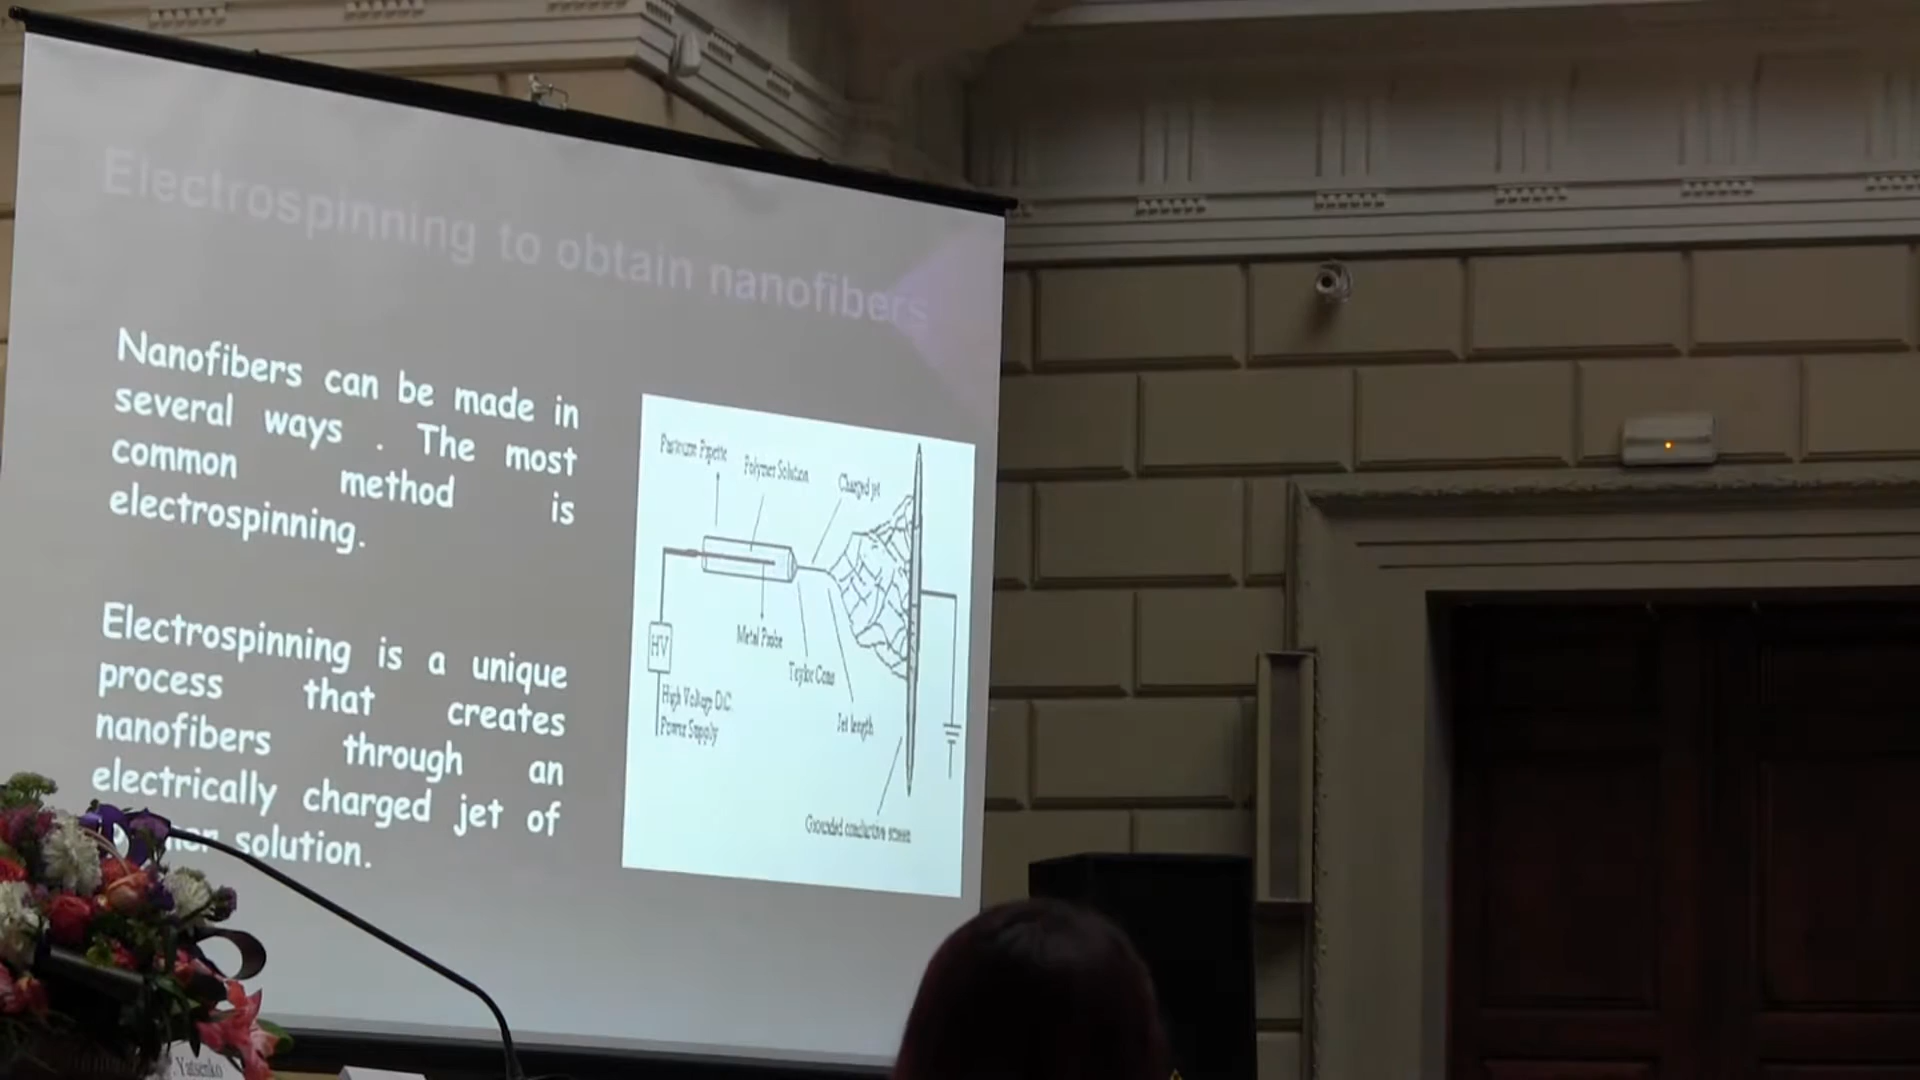 Electrospinning to obtain nanofibers
Nanofibers can be made in
several ways . The most
common method is
electrospinning.
Electrospinning is a unique
process that creates
nanofibers through an
electrically charged jet of
solution.
Pipette
Polymer Solution
Charged jet
HV
Metal Probe
Taylor Cone
High Voltage D.C.
Power Supply
Jet length
Grounded conductive screen
Yatsenko